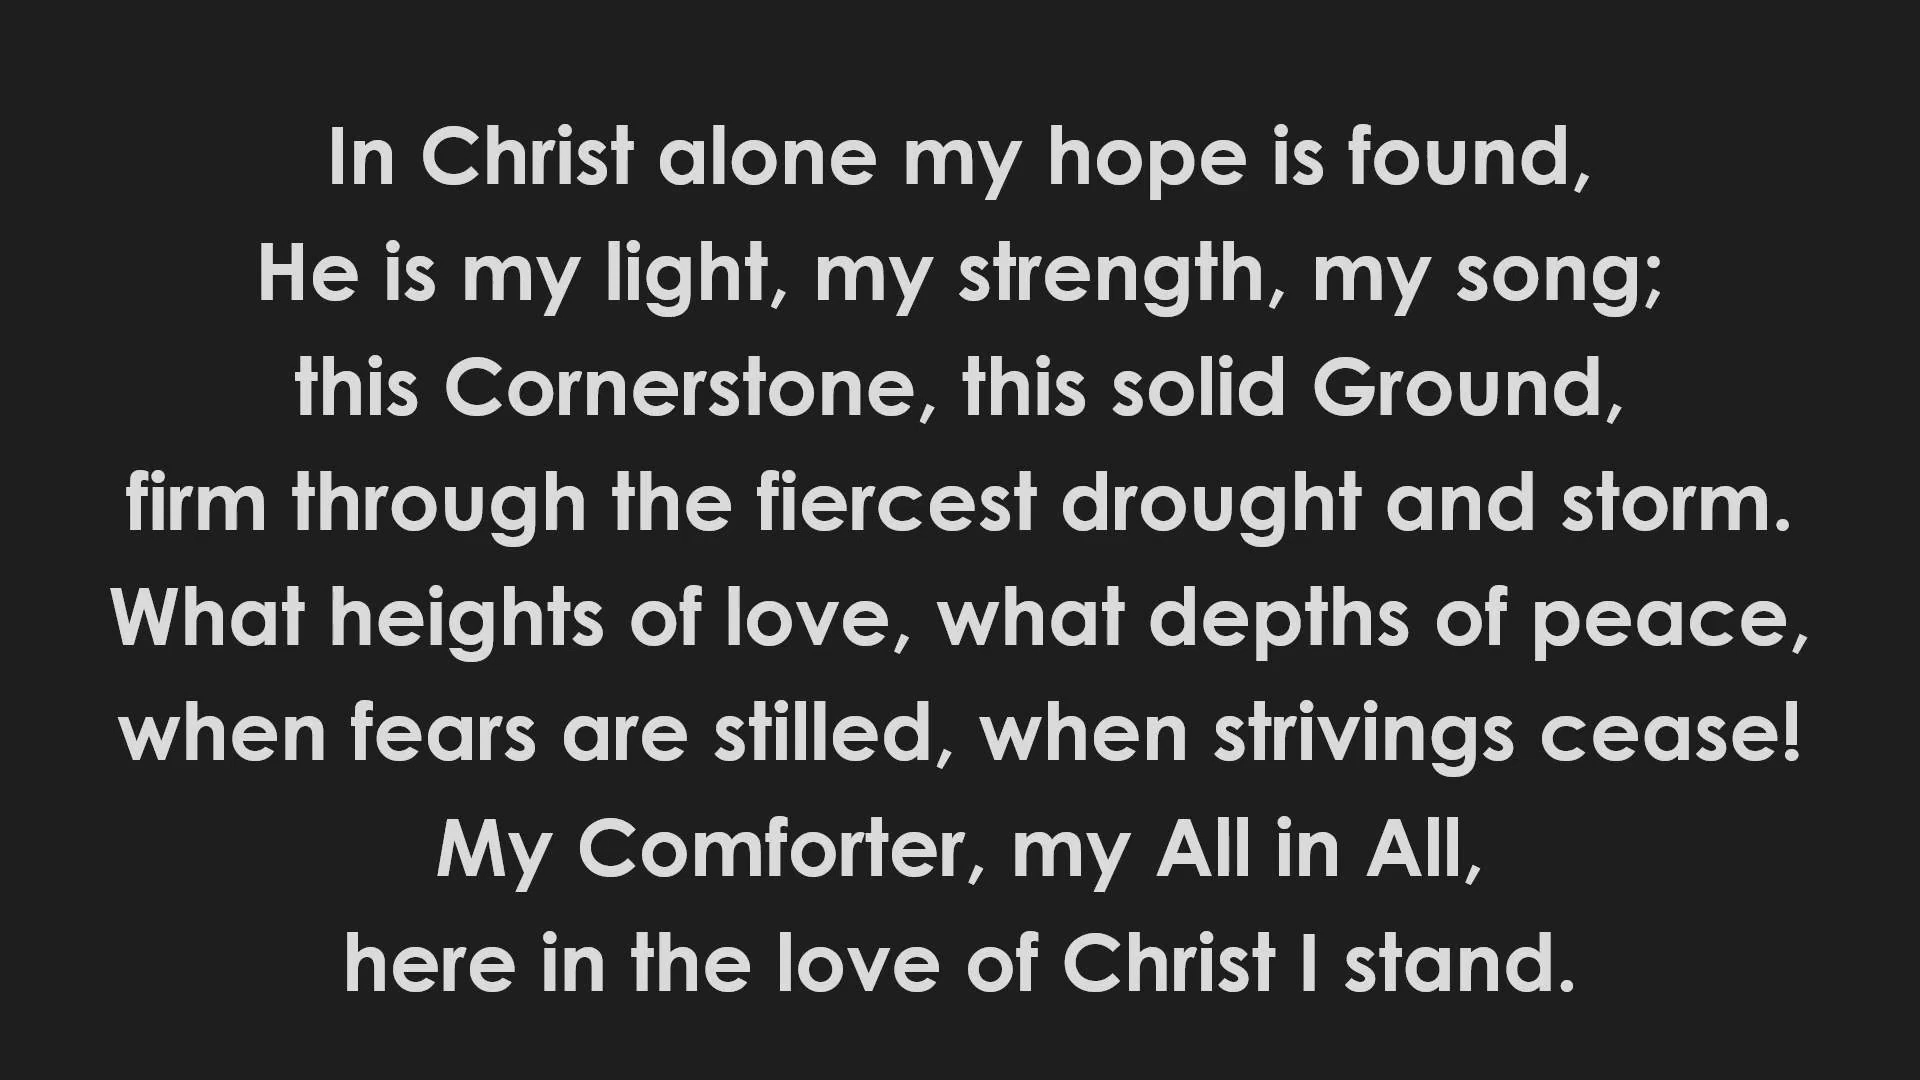 In Christ alone my hope is found,
He is my light, my strength, my song;
this Cornerstone, this solid Ground,
firm through the fiercest drought and storm.
What heights of love, what depths of peace,
when fears are stilled, when strivings cease!
My Comforter, my All in All,
here in the love of Christ I stand.